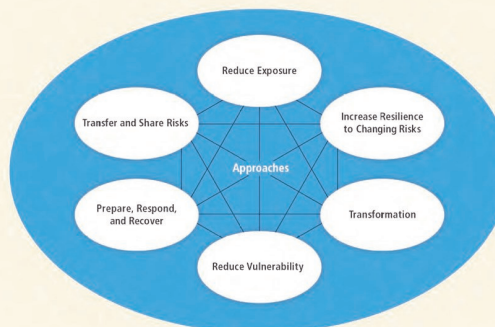 Reduce Exposure
Transfer and Share Risks
Increase Resilience
to Changing Risks
Approaches
Prepare, Respond,
and Recover
Transformation
Reduce Vulnerability